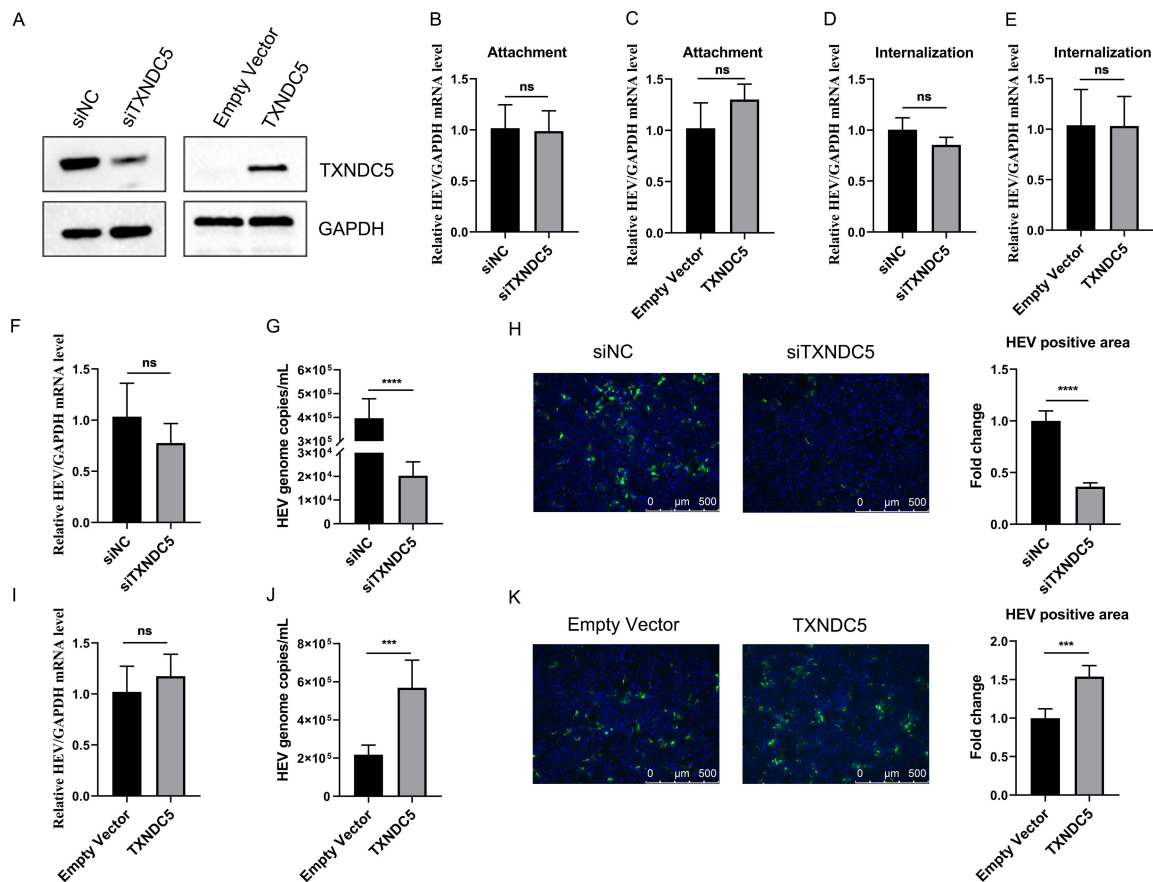 A
siNC
siTXNDC5
Empty Vector
TXNDC5
TXNDC5
GAPDH
B
Attachment
Relative HEV/GAPDH mRNA level
1.5
1.0
0.5
0.0
ns
siNC
siTXNDC5
C
Attachment
Relative HEV/GAPDH mRNA level
1.5
1.0
0.5
0.0
ns
Empty Vector
TXNDC5
D
Internalization
Relative HEV/GAPDH mRNA level
1.5
1.0
0.5
0.0
ns
siNC
siTXNDC5
E
Internalization
Relative HEV/GAPDH mRNA level
1.5
1.0
0.5
0.0
ns
Empty Vector
TXNDC5
F
Relative HEV/GAPDH mRNA level
1.5
1.0
0.5
0.0
ns
siNC
siTXNDC5
G
HEV genome copies/mL
6×10⁵
5×10⁵
4×10⁵
3×10⁵
3×10⁴
2×10⁴
1×10⁴
0
****
siNC
siTXNDC5
H
siNC
0 µm 500
siTXNDC5
0 µm 500
HEV positive area
Fold change
1.5
1.0
0.5
0.0
****
siNC
siTXNDC5
I
Relative HEV/GAPDH mRNA level
1.5
1.0
0.5
0.0
ns
Empty Vector
TXNDC5
J
HEV genome copies/mL
8×10⁵
6×10⁵
4×10⁵
2×10⁵
0
***
Empty Vector
TXNDC5
K
Empty Vector
0 µm 500
TXNDC5
0 µm 500
HEV positive area
Fold change
2.0
1.5
1.0
0.5
0.0
***
Empty Vector
TXNDC5